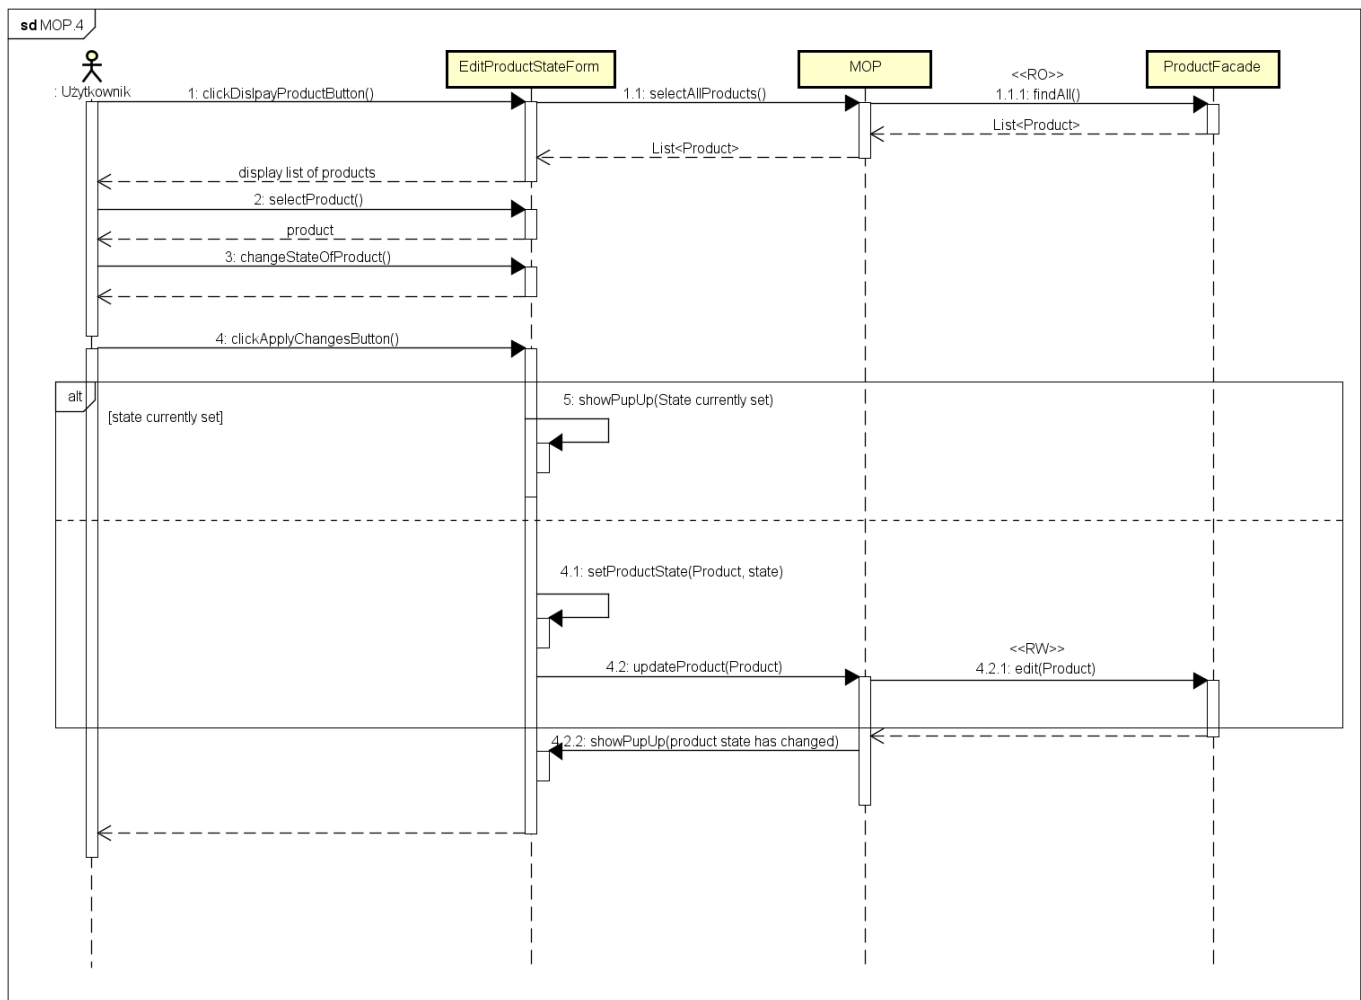 sd MOP.4
EditProductStateForm
MOP
<<RO>>
ProductFacade
: Użytkownik
1: clickDislpayProductButton()
1.1: selectAllProducts()
1.1.1: findAll()
List<Product>
List<Product>
display list of products
2: selectProduct()
product
3: changeStateOfProduct()
4: clickApplyChangesButton()
alt
[state currently set]
5: showPupUp(State currently set)
4.1: setProductState(Product, state)
<<RW>>
4.2: updateProduct(Product)
4.2.1: edit(Product)
4.2.2: showPupUp(product state has changed)